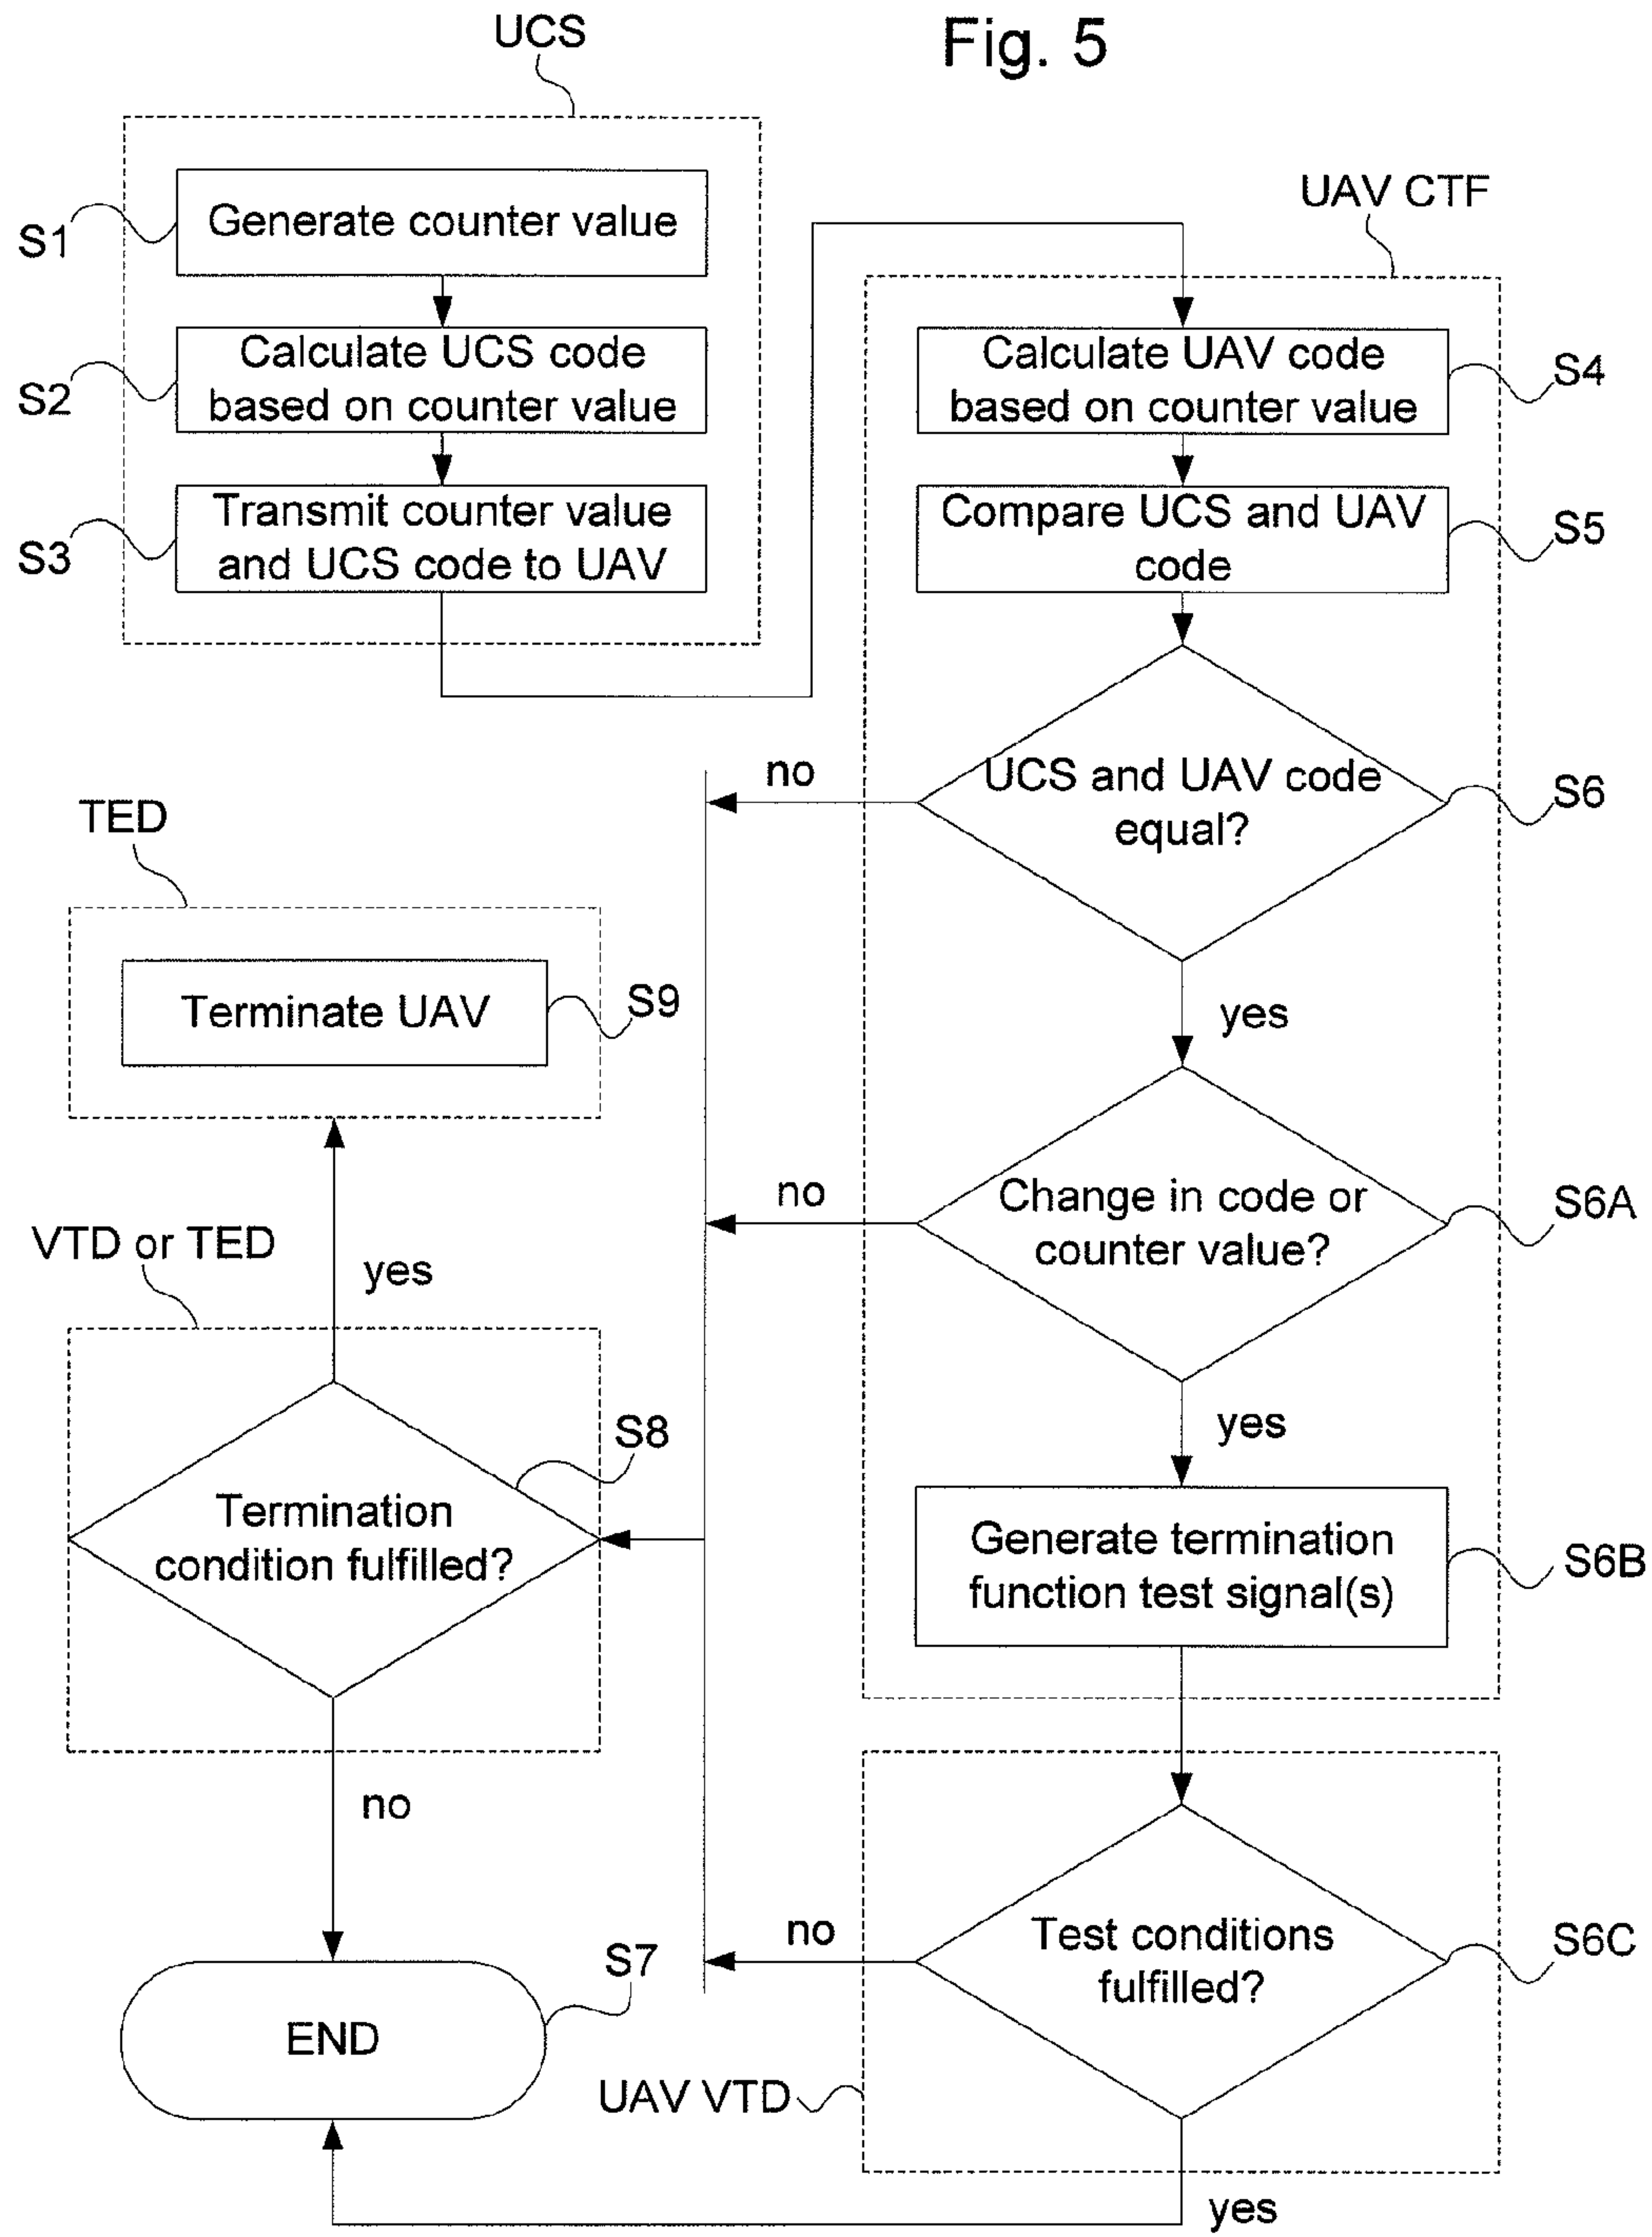 Fig. 5
UCS
S1
Generate counter value
S2
Calculate UCS code
based on counter value
S3
Transmit counter value
and UCS code to UAV
UAV CTF
Calculate UAV code
based on counter value
S4
Compare UCS and UAV
code
S5
UCS and UAV code
equal?
S6
no
yes
Change in code or
counter value?
S6A
no
yes
Generate termination
function test signal(s)
S6B
Test conditions
fulfilled?
S6C
no
UAV VTD
yes
TED
Terminate UAV
S9
VTD or TED
yes
S8
Termination
condition fulfilled?
no
S7
END